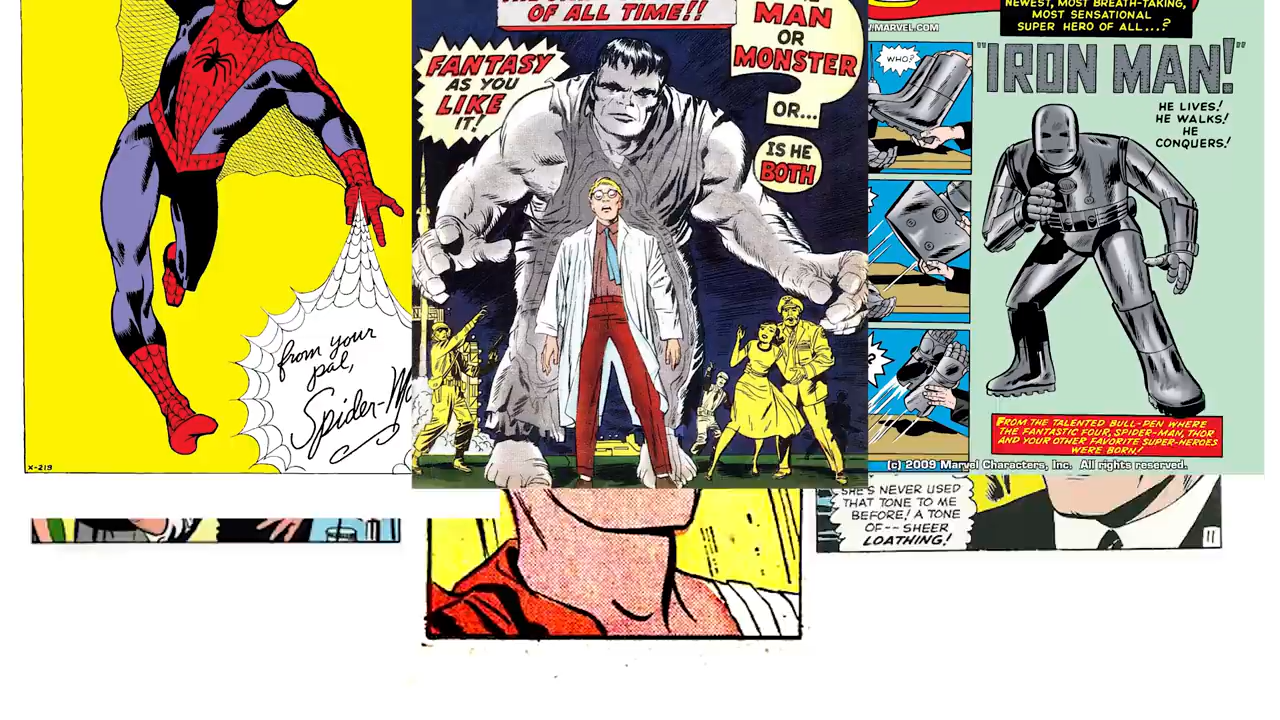 from your
pal,
Spider-M
X-219
OF ALL TIME!!
FANTASY
AS YOU
LIKE
IT!
MAN
OR
MONSTER
OR...
IS HE
BOTH
NEWEST, MOST BREATH-TAKING,
MOST SENSATIONAL
SUPER HERO OF ALL...?
MARVEL.COM
WHO?
"IRON MAN!"
HE LIVES!
HE WALKS!
HE
CONQUERS!
?
FROM THE TALENTED BULL-PEN WHERE
THE FANTASTIC FOUR, SPIDER-MAN, THOR
AND YOUR OTHER FAVORITE SUPER-HEROES
WERE BORN!
(c) 2009 Marvel Characters, Inc. All rights reserved.
SHE'S NEVER USED
THAT TONE TO ME
BEFORE! A TONE
OF--SHEER
LOATHING!
11